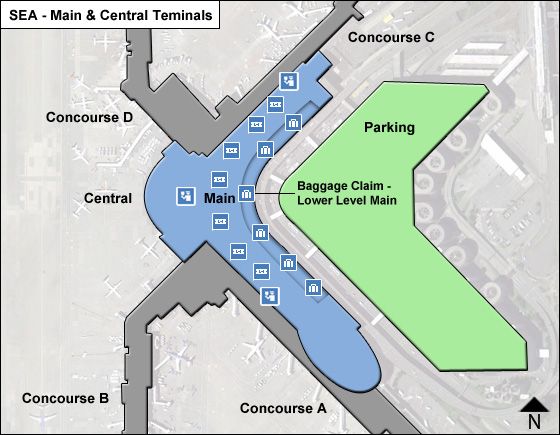 SEA - Main & Central Teminals
Concourse C
Concourse D
Parking
Central
Main
Baggage Claim -
Lower Level Main
Concourse B
Concourse A
N